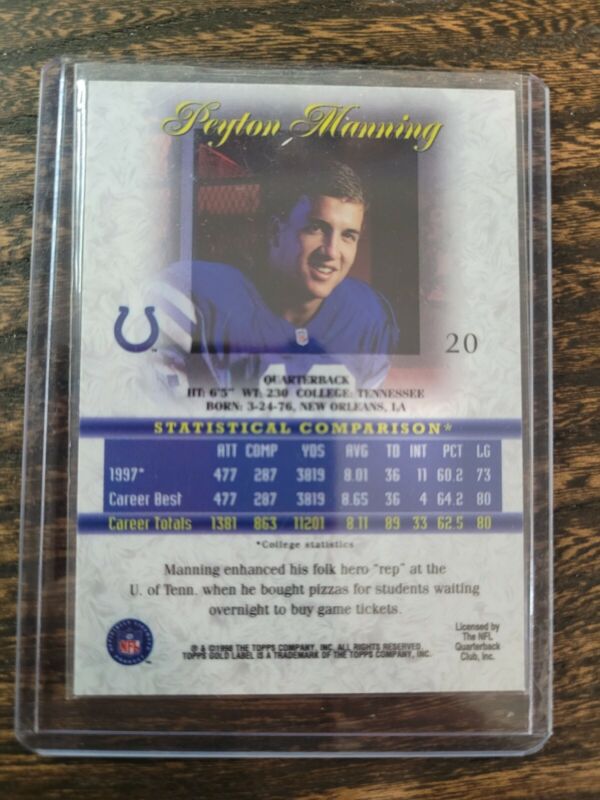 Peyton Manning
20
QUARTERBACK
HT: 6'5" WT: 230 COLLEGE: TENNESSEE
BORN: 3-24-76, NEW ORLEANS, LA
STATISTICAL COMPARISON*
ATT COMP YDS AVG TD INT PCT LG
1997* 477 287 3819 8.01 36 11 60.2 73
Career Best 477 287 3819 8.65 36 4 64.2 80
Career Totals 1381 863 11201 8.11 89 33 62.5 80
*College statistics
Manning enhanced his folk hero "rep" at the
U. of Tenn. when he bought pizzas for students waiting
overnight to buy game tickets.
NFL
® & ©1998 THE TOPPS COMPANY, INC. ALL RIGHTS RESERVED.
TOPPS GOLD LABEL IS A TRADEMARK OF THE TOPPS COMPANY, INC.
Licensed by
The NFL
Quarterback
Club, Inc.